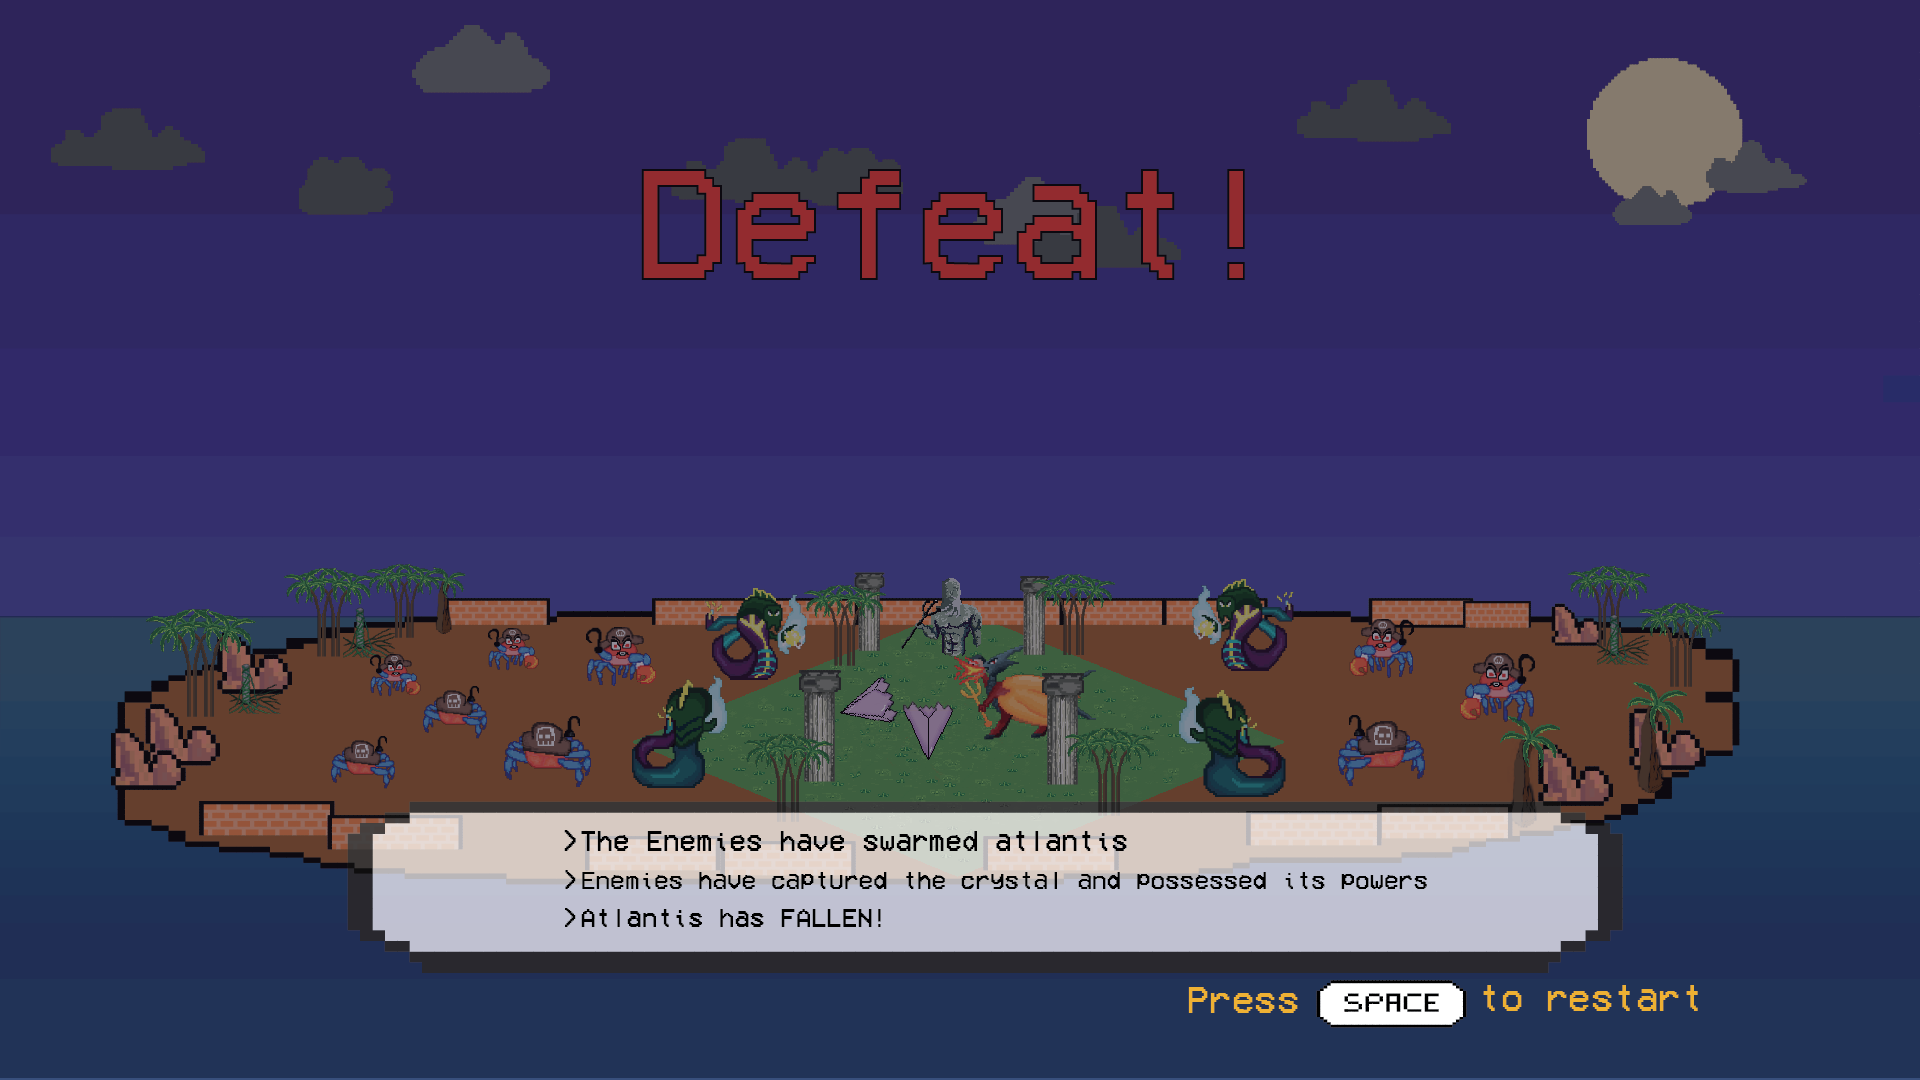 Defeat!
>The Enemies have swarmed atlantis
>Enemies have captured the crystal and possessed its powers
>Atlantis has FALLEN!
Press SPACE to restart